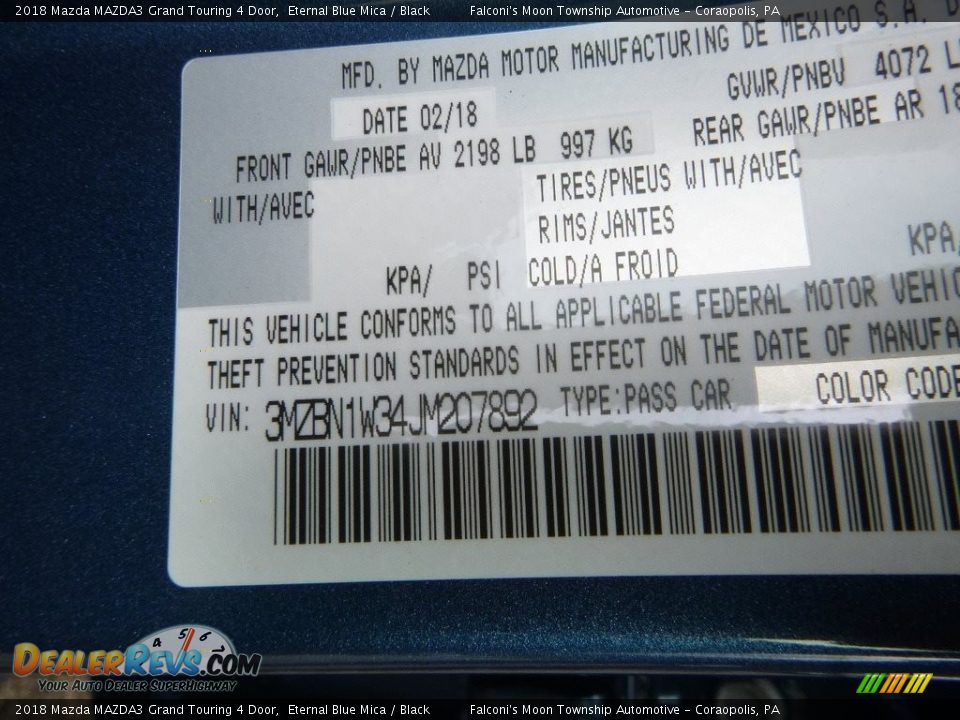 2018 Mazda MAZDA3 Grand Touring 4 Door, Eternal Blue Mica / Black Falconi's Moon Township Automotive - Coraopolis, PA
MFD. BY MAZDA MOTOR MANUFACTURING DE MEXICO S.A. D
DATE 02/18 GVWR/PNBV 4072 L
FRONT GAWR/PNBE AV 2198 LB 997 KG REAR GAWR/PNBE AR 18
WITH/AVEC TIRES/PNEUS WITH/AVEC
RIMS/JANTES
KPA/ PSI COLD/A FROID KPA/
THIS VEHICLE CONFORMS TO ALL APPLICABLE FEDERAL MOTOR VEHIC
THEFT PREVENTION STANDARDS IN EFFECT ON THE DATE OF MANUFA
VIN: 3MZBN1W34JM207892 TYPE:PASS CAR COLOR CODE
4 5 6
DEALERREVS.COM
YOUR AUTO DEALER SUPERHIGHWAY
2018 Mazda MAZDA3 Grand Touring 4 Door, Eternal Blue Mica / Black Falconi's Moon Township Automotive - Coraopolis, PA